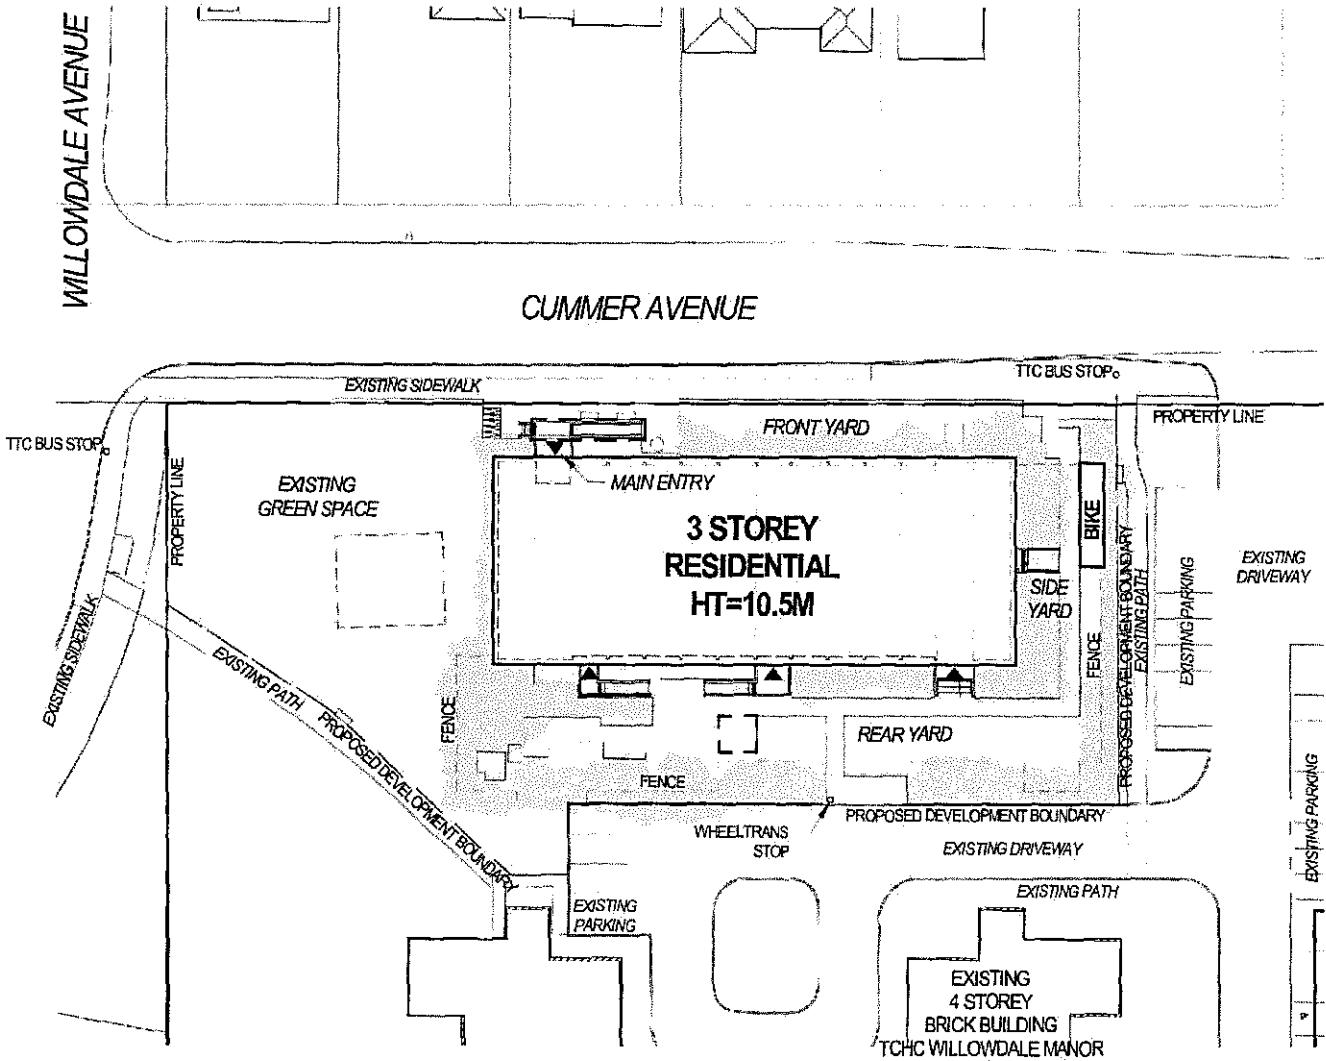 WILLOWDALE AVENUE
CUMMER AVENUE
TTC BUS STOP
EXISTING SIDEWALK
PROPERTY LINE
FRONT YARD
TTC BUS STOP
PROPERTY LINE
EXISTING
GREEN SPACE
MAIN ENTRY
3 STOREY
RESIDENTIAL
HT=10.5M
BIKE
SIDE
YARD
FENCE
PROPOSED DEVELOPMENT BOUNDARY
EXISTING PATH
EXISTING PARKING
EXISTING
DRIVEWAY
EXISTING SIDEWALK
EXISTING PATH
PROPOSED DEVELOPMENT BOUNDARY
FENCE
REAR YARD
FENCE
WHEELTRANS
STOP
PROPOSED DEVELOPMENT BOUNDARY
EXISTING DRIVEWAY
EXISTING PARKING
EXISTING PATH
EXISTING
PARKING
EXISTING
4 STOREY
BRICK BUILDING
TCHC WILLOWDALE MANOR